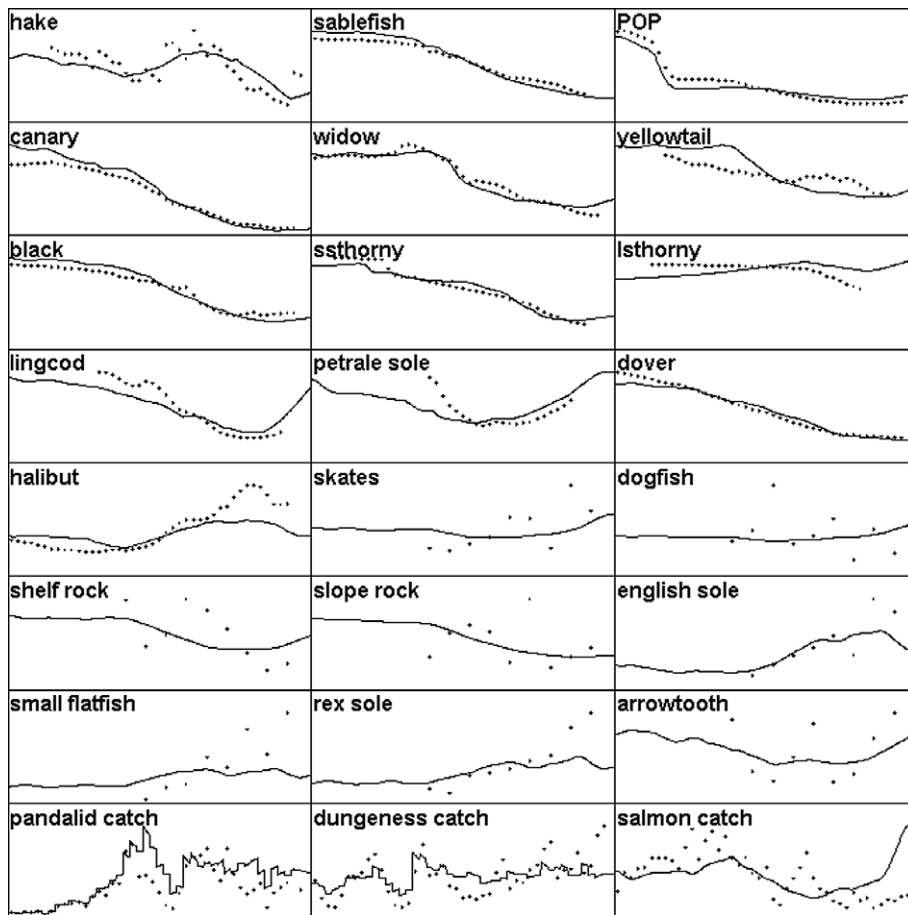 hake
sablefish
POP
canary
widow
yellowtail
black
ssthorny
lsthorny
lingcod
petrale sole
dover
halibut
skates
dogfish
shelf rock
slope rock
english sole
small flatfish
rex sole
arrowtooth
pandalid catch
dungeness catch
salmon catch